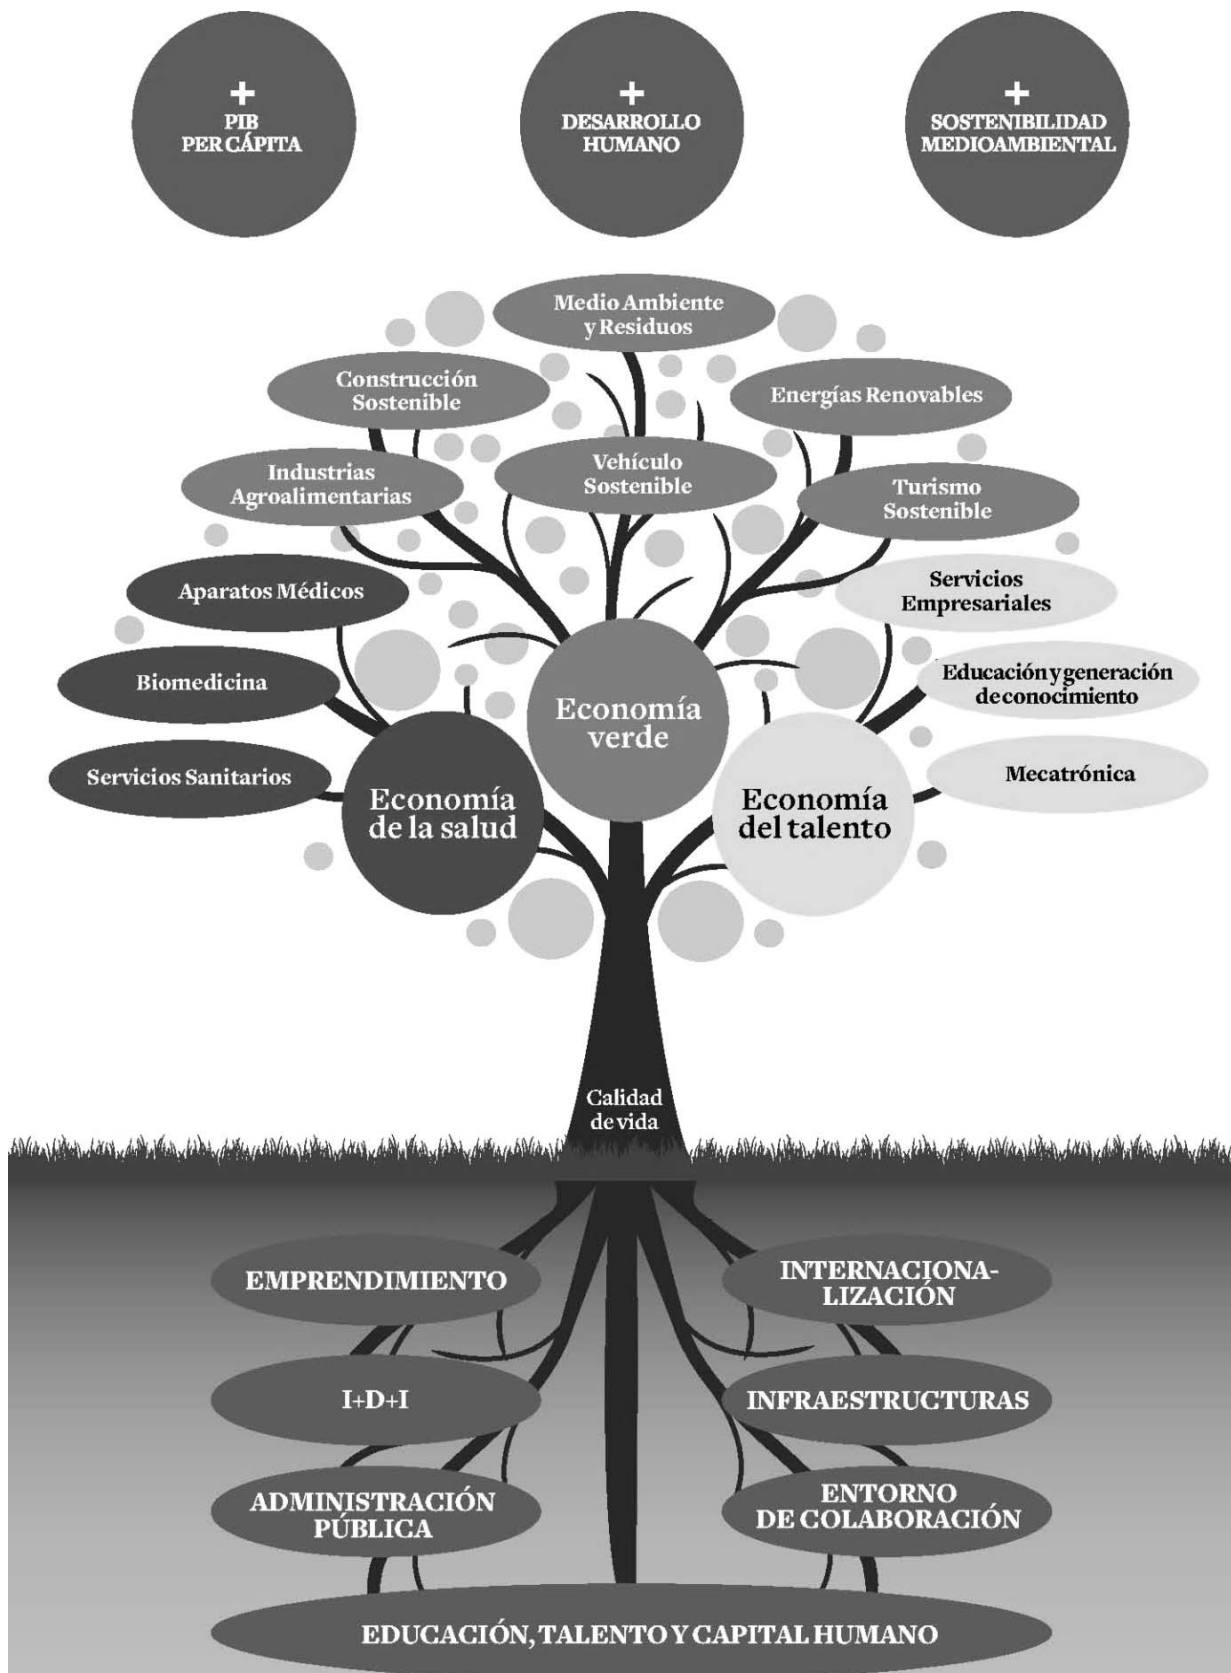 +
PIB
PER CÁPITA
+
DESARROLLO
HUMANO
+
SOSTENIBILIDAD
MEDIOAMBIENTAL
Medio Ambiente
y Residuos
Construcción
Sostenible
Energías Renovables
Industrias
Agroalimentarias
Vehículo
Sostenible
Turismo
Sostenible
Aparatos Médicos
Servicios
Empresariales
Biomedicina
Educación y generación
de conocimiento
Servicios Sanitarios
Mecatrónica
Economía
verde
Economía
de la salud
Economía
del talento
Calidad
de vida
EMPRENDIMIENTO
INTERNACIONA-
LIZACIÓN
I+D+I
INFRAESTRUCTURAS
ADMINISTRACIÓN
PÚBLICA
ENTORNO
DE COLABORACIÓN
EDUCACIÓN, TALENTO Y CAPITAL HUMANO